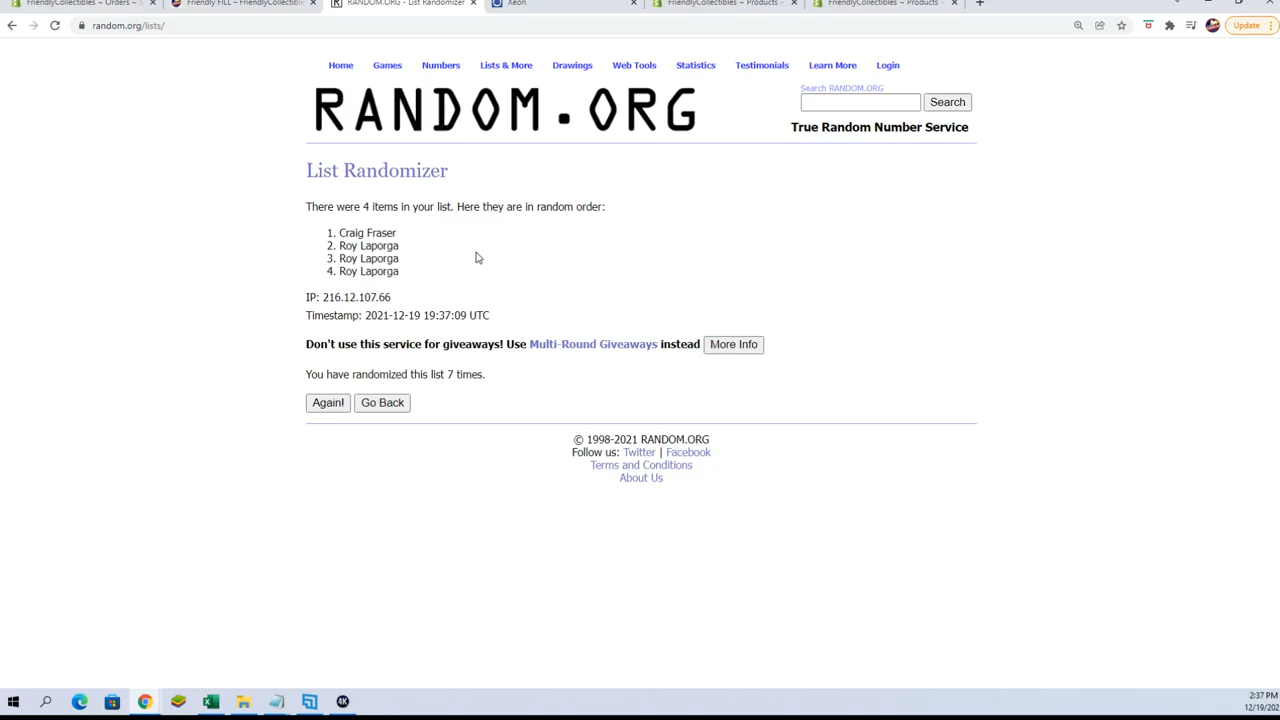 FriendlyCollectibles ~ Orders ~
Friendly FILL – FriendlyCollectible
RANDOM.ORG - List Randomizer
Xeon
FriendlyCollectibles ~ Products ~
FriendlyCollectibles ~ Products ~
random.org/lists/
Update
Home Games Numbers Lists & More Drawings Web Tools Statistics Testimonials Learn More Login
RANDOM.ORG
Search RANDOM.ORG
Search
True Random Number Service
List Randomizer
There were 4 items in your list. Here they are in random order:
1. Craig Fraser
2. Roy Laporga
3. Roy Laporga
4. Roy Laporga
IP: 216.12.107.66
Timestamp: 2021-12-19 19:37:09 UTC
Don't use this service for giveaways! Use Multi-Round Giveaways instead More Info
You have randomized this list 7 times.
Again! Go Back
© 1998-2021 RANDOM.ORG
Follow us: Twitter | Facebook
Terms and Conditions
About Us
4K
2:37 PM
12/19/202